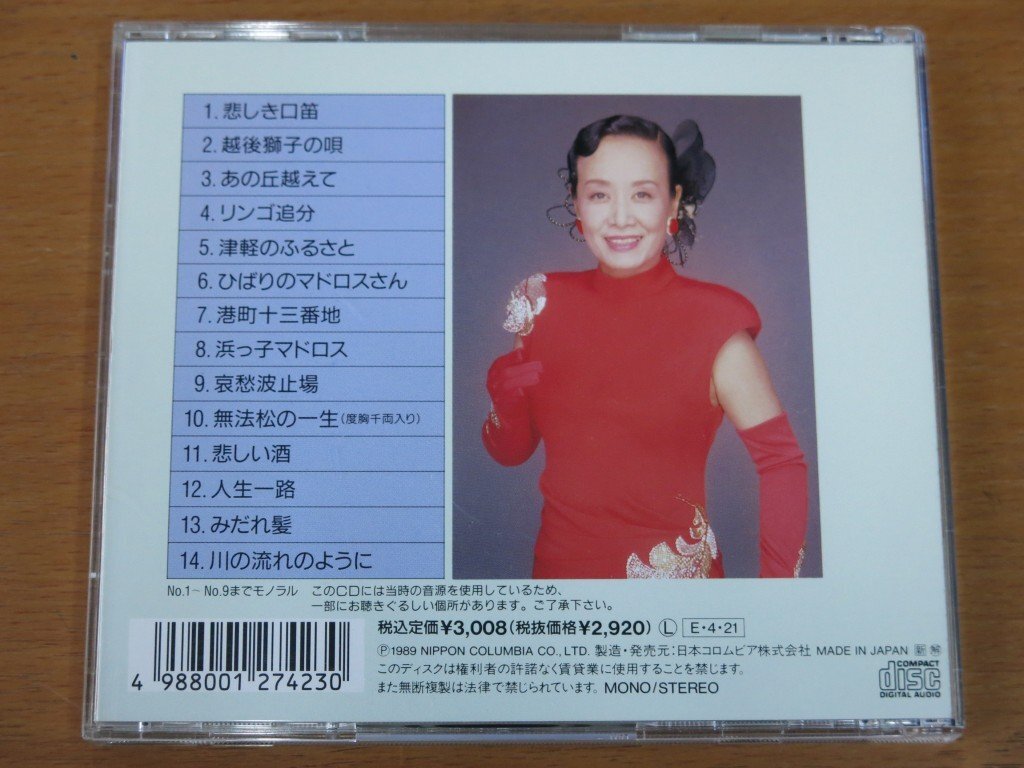 1. 悲しき口笛
2. 越後獅子の唄
3. あの丘越えて
4. リンゴ追分
5. 津軽のふるさと
6. ひばりのマドロスさん
7. 港町十三番地
8. 浜っ子マドロス
9. 哀愁波止場
10. 無法松の一生(度胸千両入り)
11. 悲しい酒
12. 人生一路
13. みだれ髪
14. 川の流れのように
No.1〜No.9までモノラル このCDには当時の音源を使用しているため、
一部にお聴きぐるしい個所があります。ご了承下さい。
税込定価¥3,008(税抜価格¥2,920) Ⓛ E・4・21
Ⓟ1989 NIPPON COLUMBIA CO., LTD. 製造・発売元:日本コロムビア株式会社 MADE IN JAPAN 新 解
このディスクは権利者の許諾なく賃貸業に使用することを禁じます。
また無断複製は法律で禁じられています。MONO/STEREO
4 988001 274230
COMPACT
disc
DIGITAL AUDIO